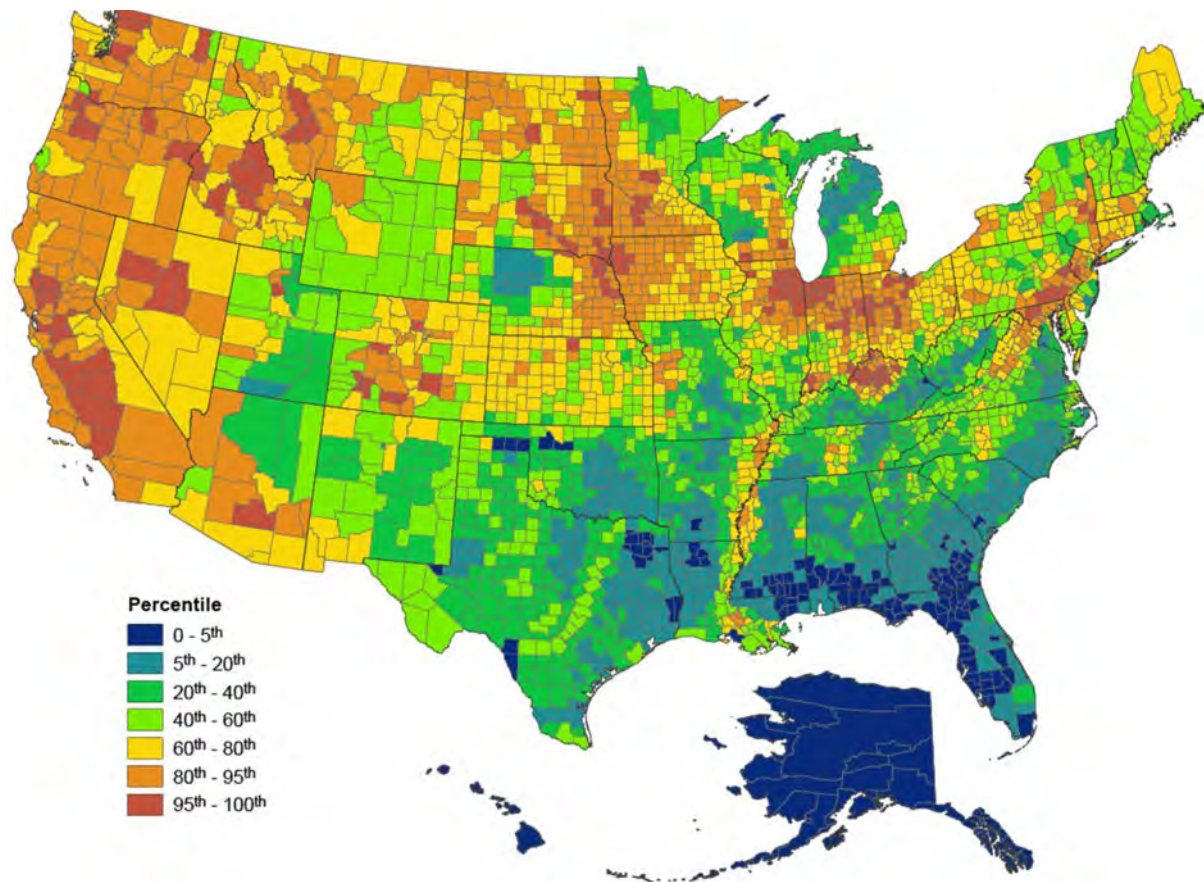 Percentile
0 - 5th
5th - 20th
20th - 40th
40th - 60th
60th - 80th
80th - 95th
95th - 100th